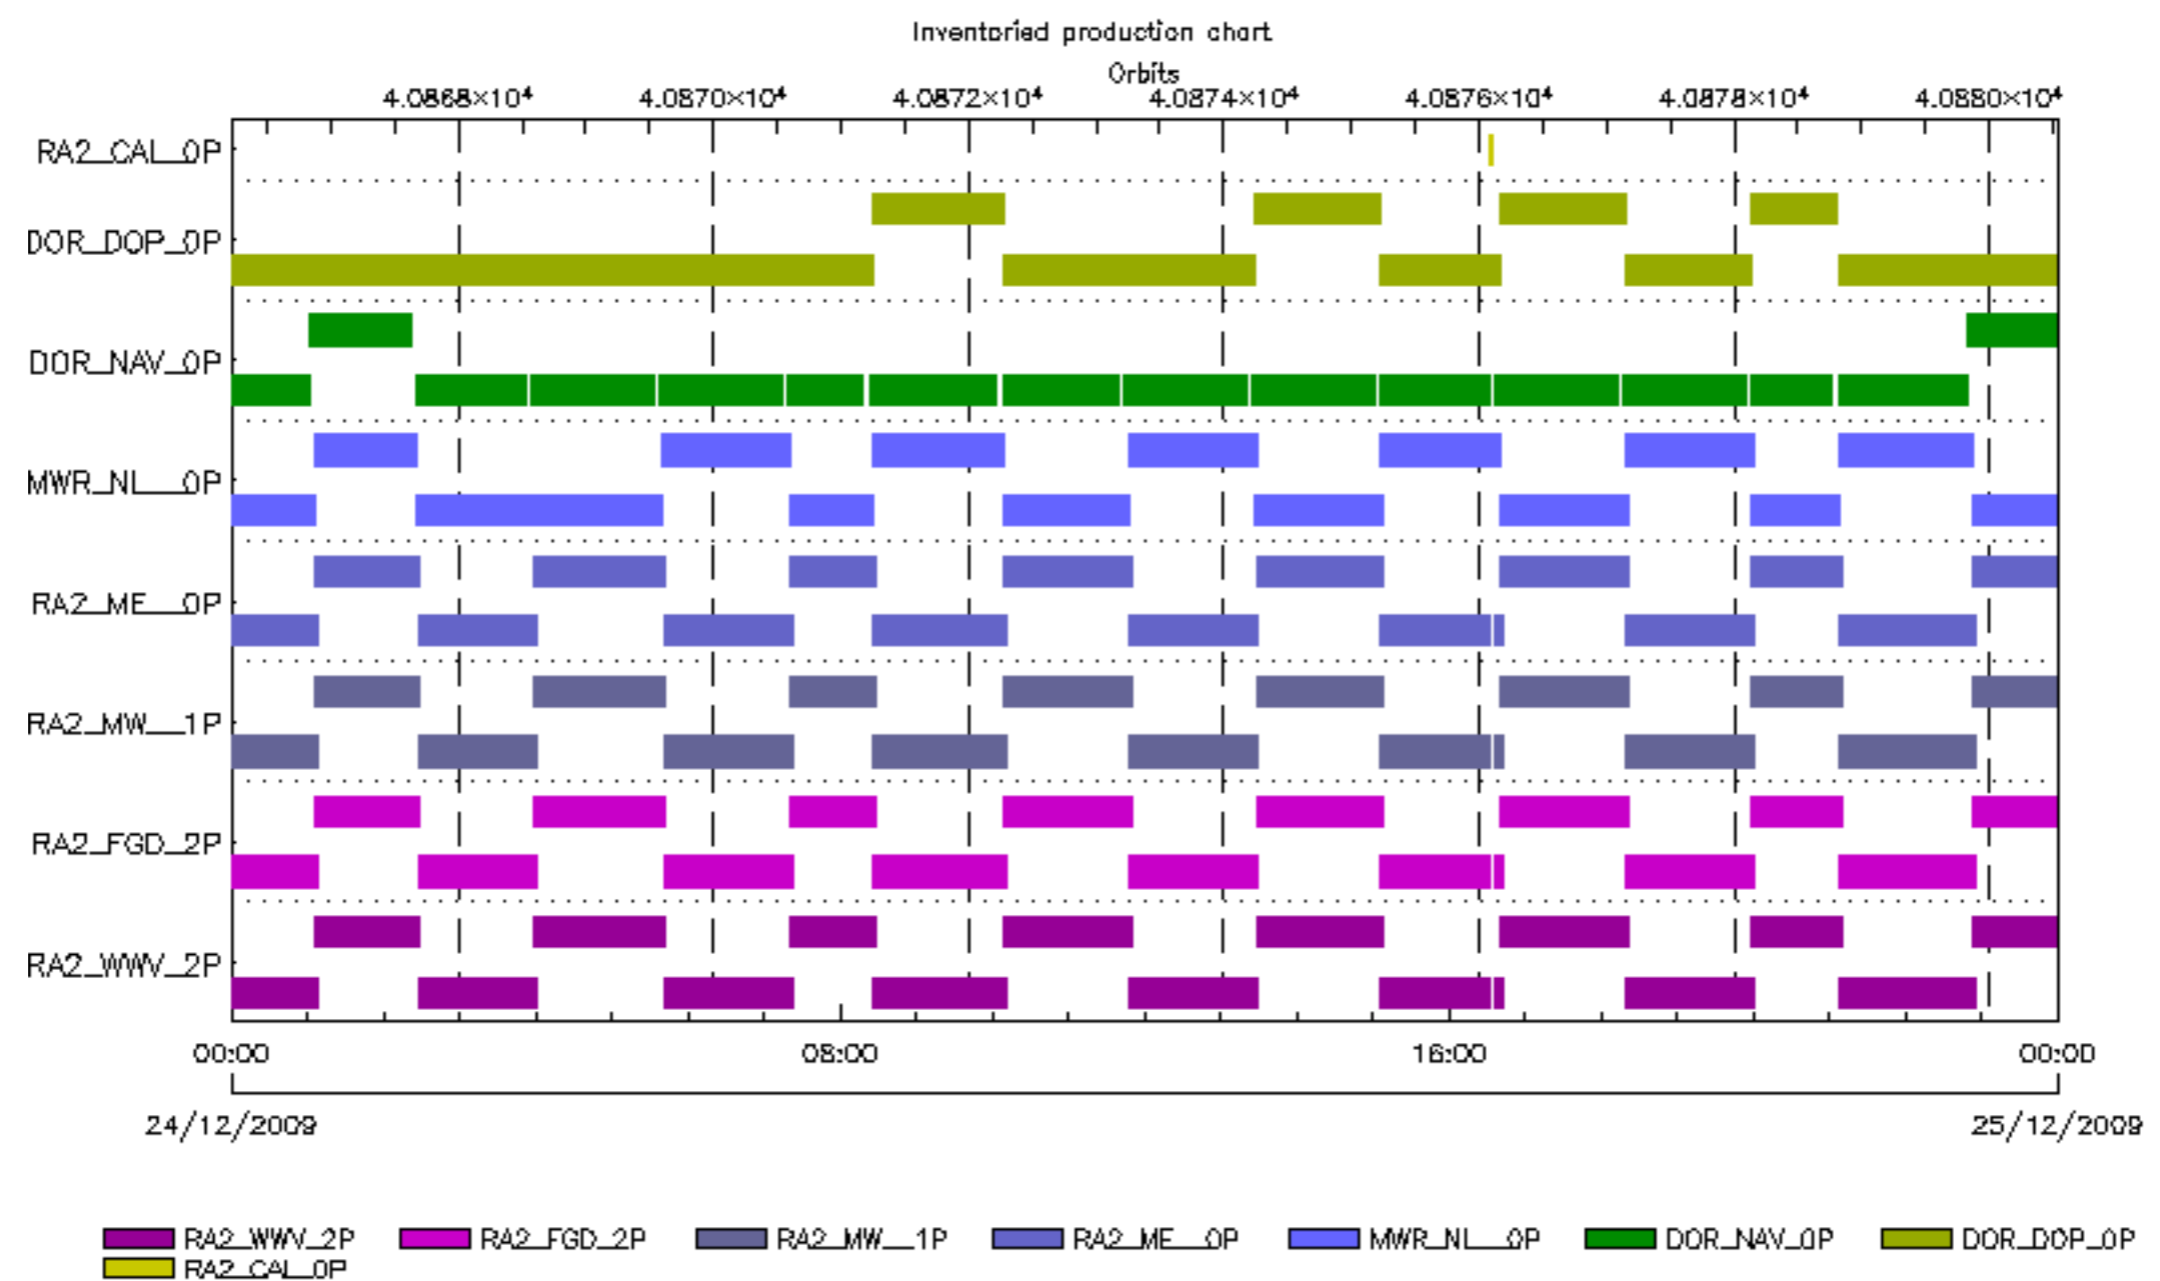 Inventoried production chart
Orbits
4.0868×10⁴ 4.0870×10⁴ 4.0872×10⁴ 4.0874×10⁴ 4.0876×10⁴ 4.0878×10⁴ 4.0880×10⁴
RA2_CAL_0P
DOR_DOP_0P
DOR_NAV_0P
MWR_NL__0P
RA2_ME__0P
RA2_MW__1P
RA2_FGD_2P
RA2_WWV_2P
00:00 08:00 16:00 00:00
24/12/2009 25/12/2009
RA2_WWV_2P RA2_FGD_2P RA2_MW__1P RA2_ME__0P MWR_NL__0P DOR_NAV_0P DOR_DOP_0P
RA2_CAL_0P